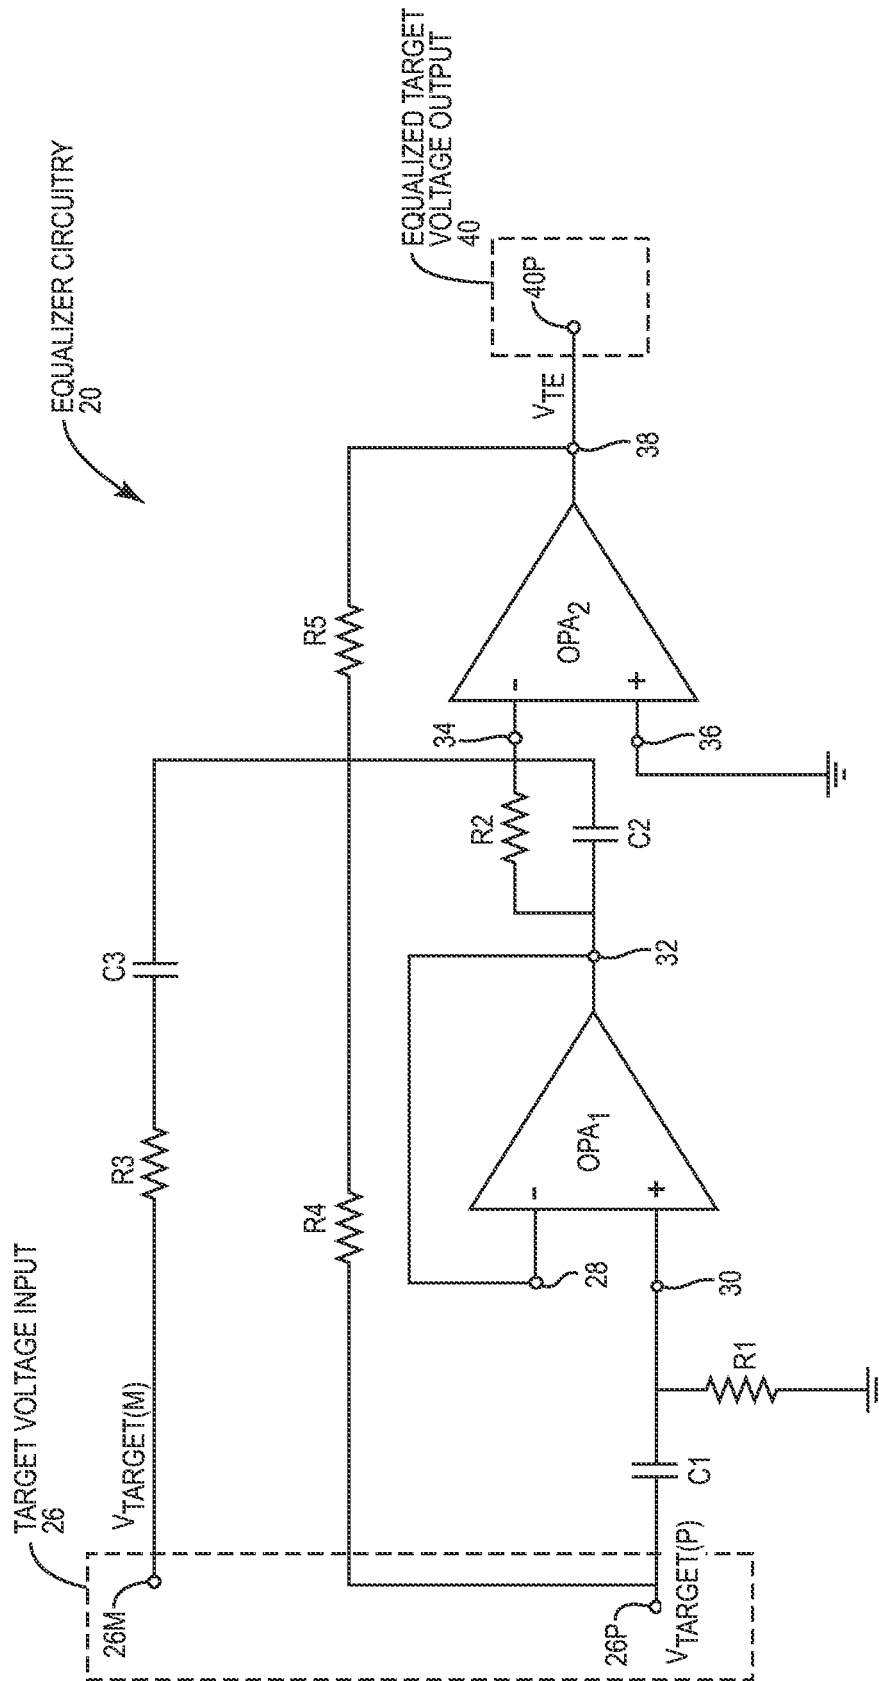 EQUALIZER CIRCUITRY
20
EQUALIZED TARGET
VOLTAGE OUTPUT
40
TARGET VOLTAGE INPUT
26
26M
VTARGET(M)
R3
C3
R4
R5
VTE
40P
38
28
-
OPA1
+
30
32
R2
C2
34
-
OPA2
+
36
26P
VTARGET(P)
C1
R1